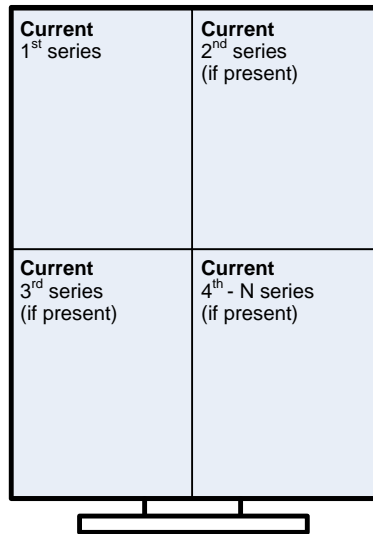 Current
1st series
Current
2nd series
(if present)
Current
3rd series
(if present)
Current
4th - N series
(if present)